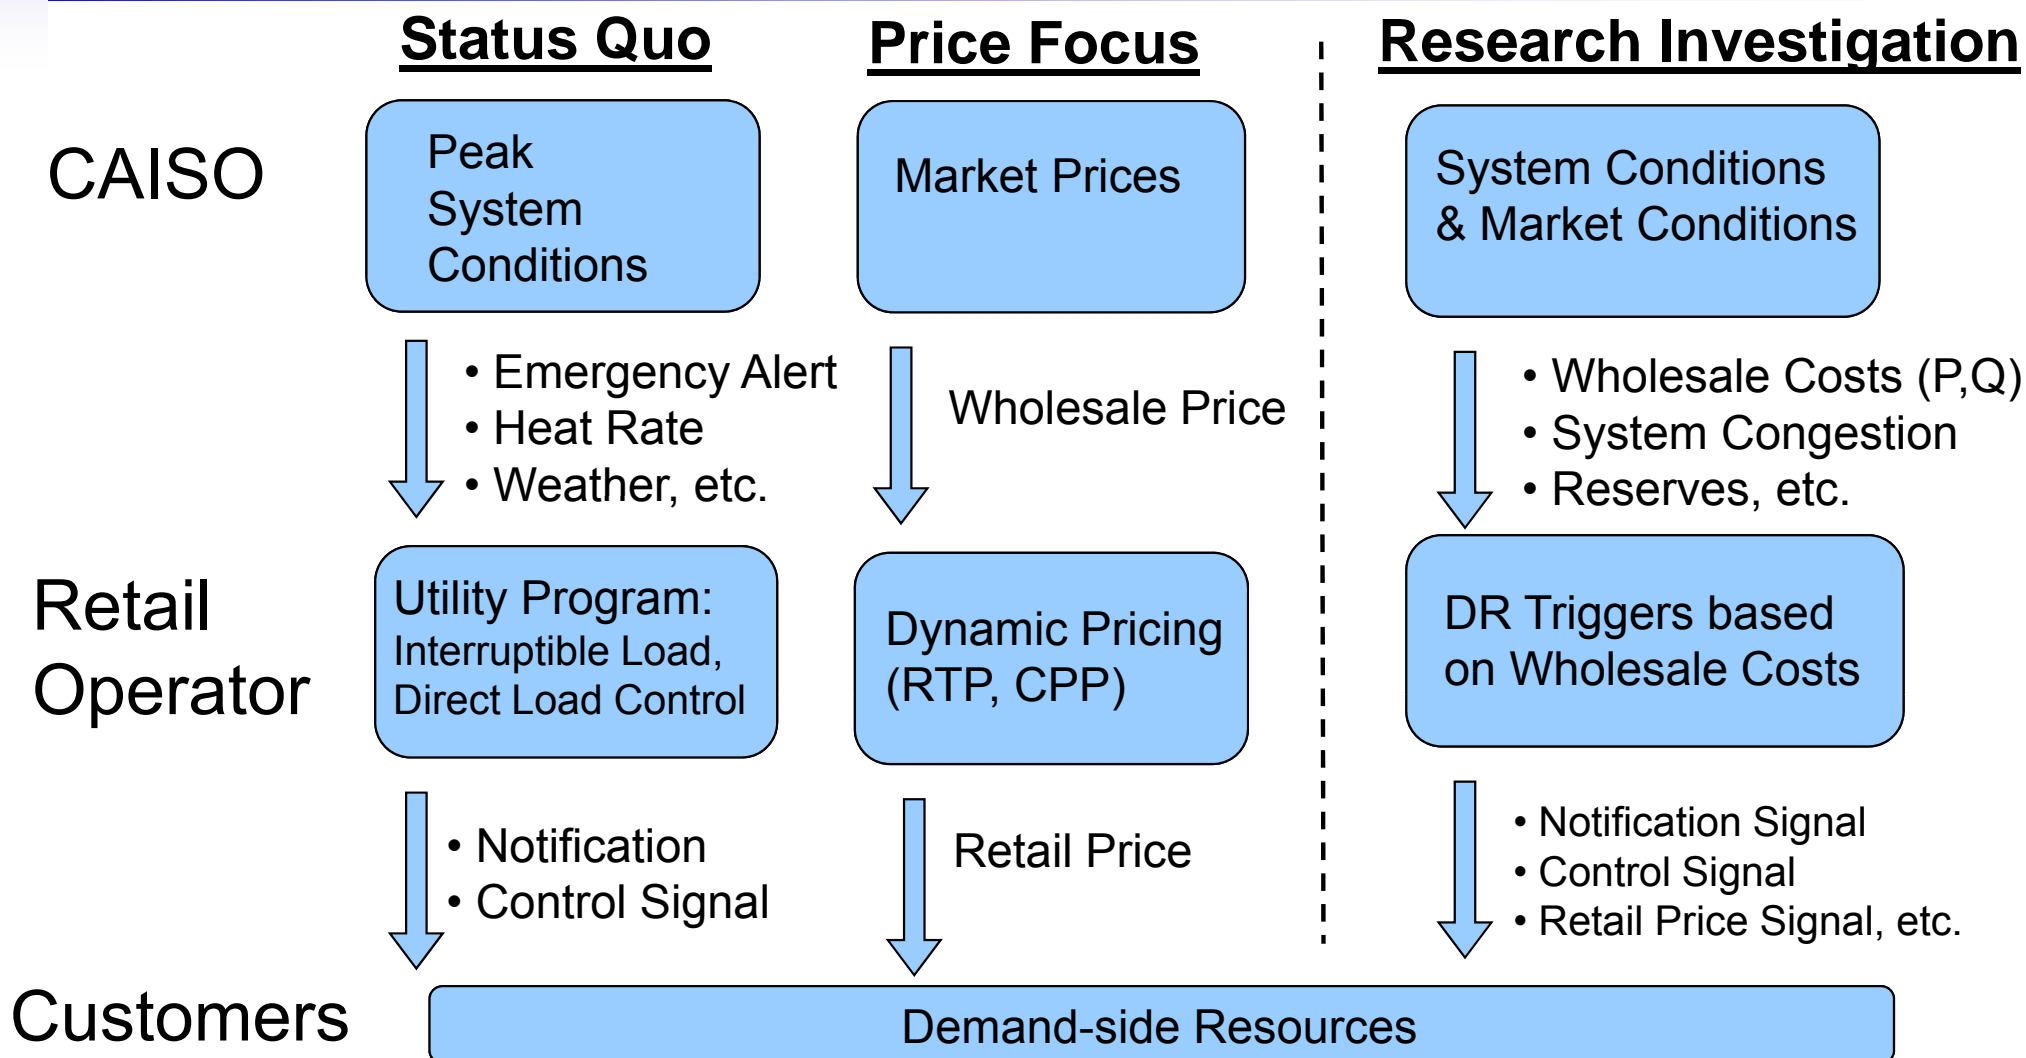 Status Quo
Price Focus
Research Investigation
CAISO
Peak
System
Conditions
Market Prices
System Conditions
& Market Conditions
• Emergency Alert
• Heat Rate
• Weather, etc.
Wholesale Price
• Wholesale Costs (P,Q)
• System Congestion
• Reserves, etc.
Retail
Operator
Utility Program:
Interruptible Load,
Direct Load Control
Dynamic Pricing
(RTP, CPP)
DR Triggers based
on Wholesale Costs
• Notification
• Control Signal
Retail Price
• Notification Signal
• Control Signal
• Retail Price Signal, etc.
Customers
Demand-side Resources